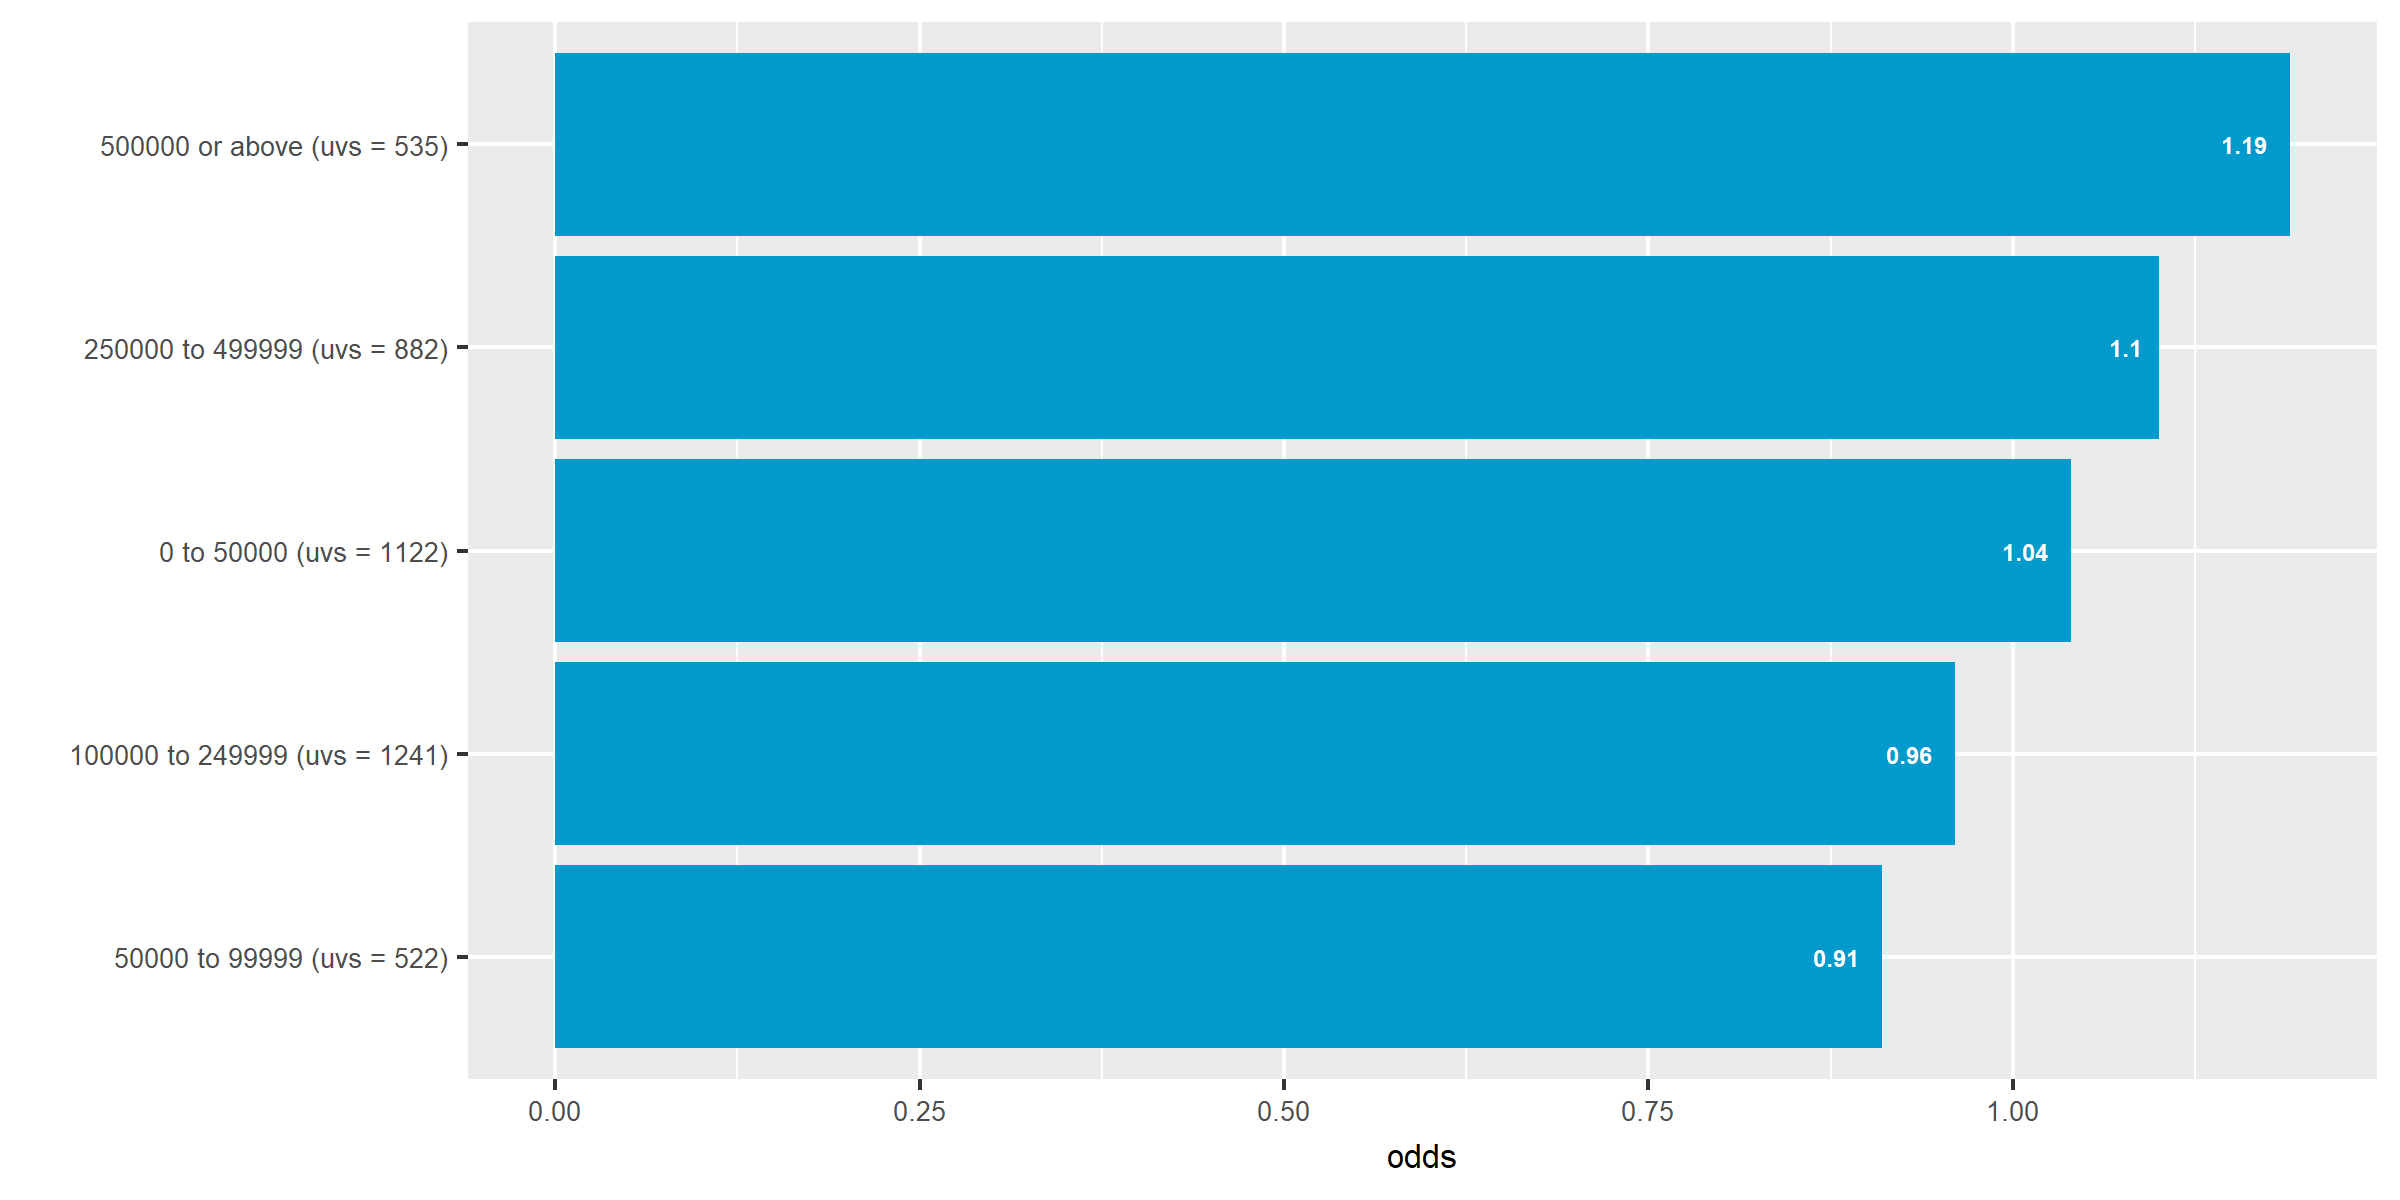 500000 or above (uvs = 535)
1.19
250000 to 499999 (uvs = 882)
1.1
0 to 50000 (uvs = 1122)
1.04
100000 to 249999 (uvs = 1241)
0.96
50000 to 99999 (uvs = 522)
0.91
0.00 0.25 0.50 0.75 1.00
odds